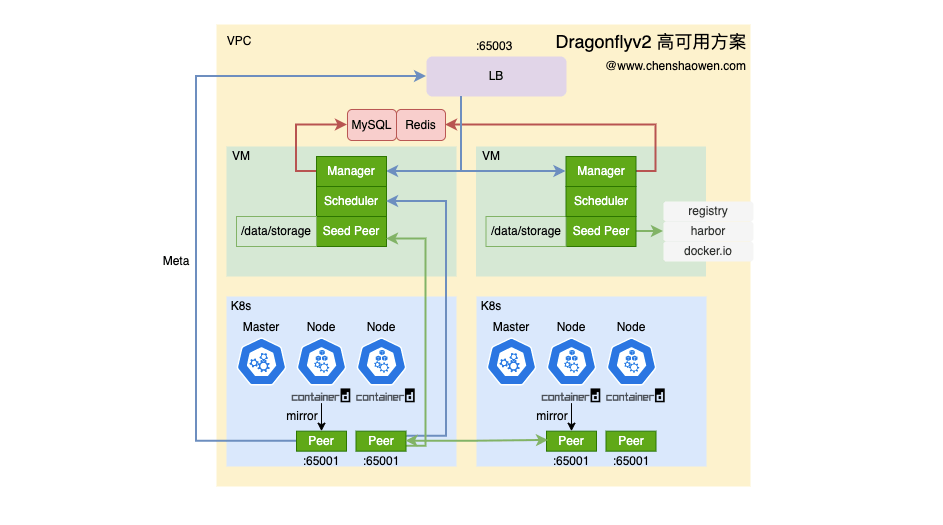 VPC
Dragonflyv2 高可用方案
@www.chenshaowen.com
:65003
LB
MySQL
Redis
VM
Manager
Scheduler
/data/storage
Seed Peer
VM
Manager
Scheduler
/data/storage
Seed Peer
registry
harbor
docker.io
Meta
K8s
Master
Node
Node
containerd
containerd
mirror
Peer
Peer
:65001
:65001
K8s
Master
Node
Node
containerd
containerd
mirror
Peer
Peer
:65001
:65001